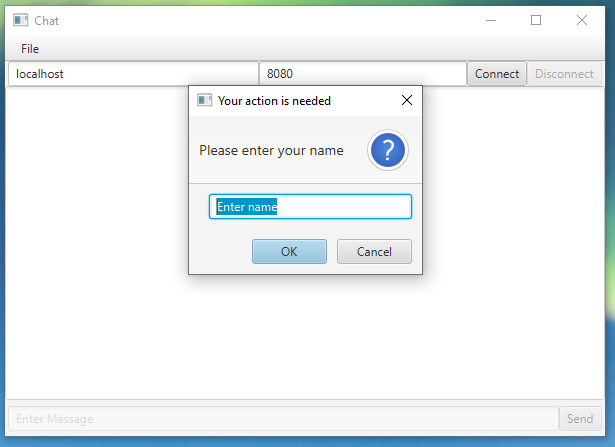 Chat
File
localhost 8080 Connect Disconnect
Your action is needed
Please enter your name
?
Enter name
OK Cancel
Enter Message Send